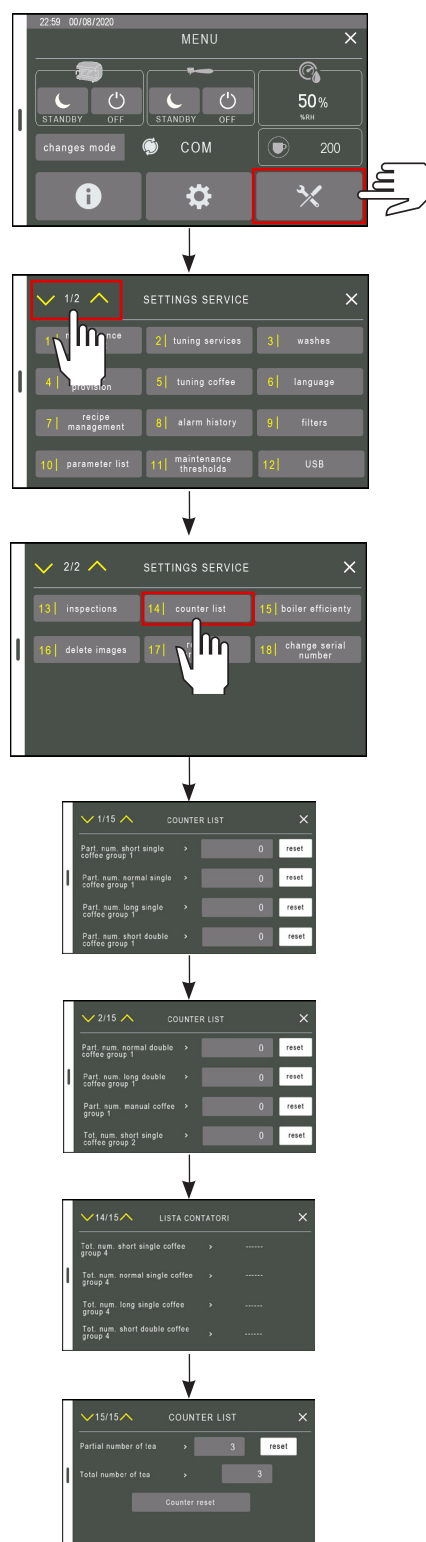 22:59 00/08/2020
MENU
50%
%RH
STANDBY OFF STANDBY OFF
changes mode COM 200
1/2 SETTINGS SERVICE
1| 2| tuning services 3| washes
4| provision 5| tuning coffee 6| language
7| recipe management 8| alarm history 9| filters
10| parameter list 11| maintenance thresholds 12| USB
2/2 SETTINGS SERVICE
13| inspections 14| counter list 15| boiler efficienty
16| delete images 17| 18| change serial number
1/15 COUNTER LIST
Part. num. short single > 0 reset
coffee group 1
Part. num. normal single > 0 reset
coffee group 1
Part. num. long single > 0 reset
coffee group 1
Part. num. short double > 0 reset
coffee group 1
2/15 COUNTER LIST
Part. num. normal double > 0 reset
coffee group 1
Part. num. long double > 0 reset
coffee group 1
Part. num. manual coffee > 0 reset
group 1
Tot. num. short single > 0 reset
coffee group 2
14/15 LISTA CONTATORI
Tot. num. short single coffee > ------
group 4
Tot. num. normal single coffee > ------
group 4
Tot. num. long single coffee > ------
group 4
Tot. num. short double coffee > ------
group 4
15/15 COUNTER LIST
Partial number of tea > 3 reset
Total number of tea > 3
Counter reset